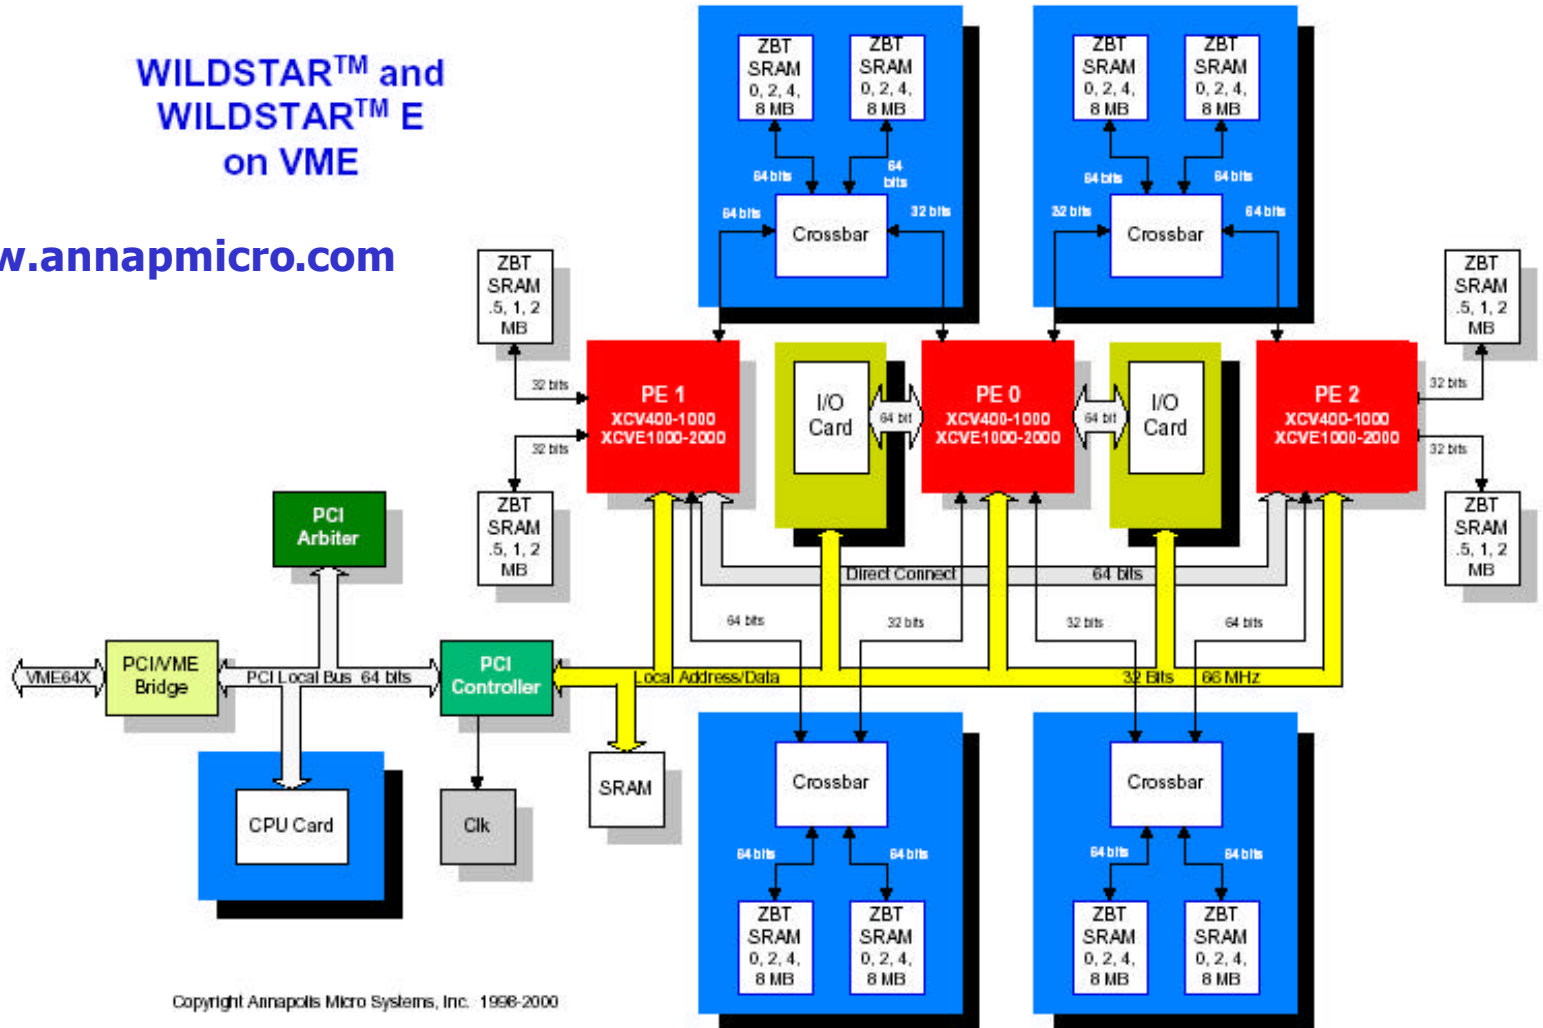 WILDSTAR™ and
WILDSTAR™ E
on VME
w.annapmicro.com
ZBT
SRAM
0, 2, 4,
8 MB
ZBT
SRAM
0, 2, 4,
8 MB
64 bits
64
bits
64 bits
32 bits
Crossbar
ZBT
SRAM
0, 2, 4,
8 MB
ZBT
SRAM
0, 2, 4,
8 MB
64 bits
64 bits
32 bits
64 bits
Crossbar
ZBT
SRAM
.5, 1, 2
MB
32 bits
32 bits
ZBT
SRAM
.5, 1, 2
MB
PE 1
XCV400-1000
XCVE1000-2000
I/O
Card
64 bit
PE 0
XCV400-1000
XCVE1000-2000
64 bit
I/O
Card
PE 2
XCV400-1000
XCVE1000-2000
ZBT
SRAM
.5, 1, 2
MB
32 bits
32 bits
ZBT
SRAM
.5, 1, 2
MB
PCI
Arbiter
Direct Connect 64 bits
64 bits
32 bits
32 bits
64 bits
VME64X
PCI/VME
Bridge
PCI Local Bus 64 bits
PCI
Controller
Local Address/Data 32 Bits 66 MHz
CPU Card
Clk
SRAM
Crossbar
64 bits
64 bits
ZBT
SRAM
0, 2, 4,
8 MB
ZBT
SRAM
0, 2, 4,
8 MB
Crossbar
64 bits
64 bits
ZBT
SRAM
0, 2, 4,
8 MB
ZBT
SRAM
0, 2, 4,
8 MB
Copyright Annapolis Micro Systems, Inc. 1998-2000